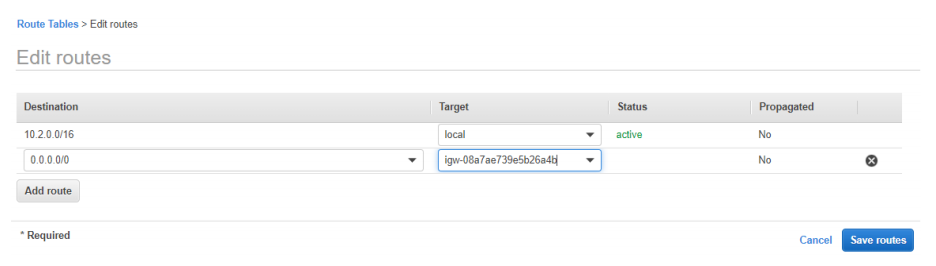 Route Tables > Edit routes
Edit routes
Destination Target Status Propagated
10.2.0.0/16 local active No
0.0.0.0/0 igw-08a7ae739e5b26a4b No
Add route
* Required
Cancel Save routes